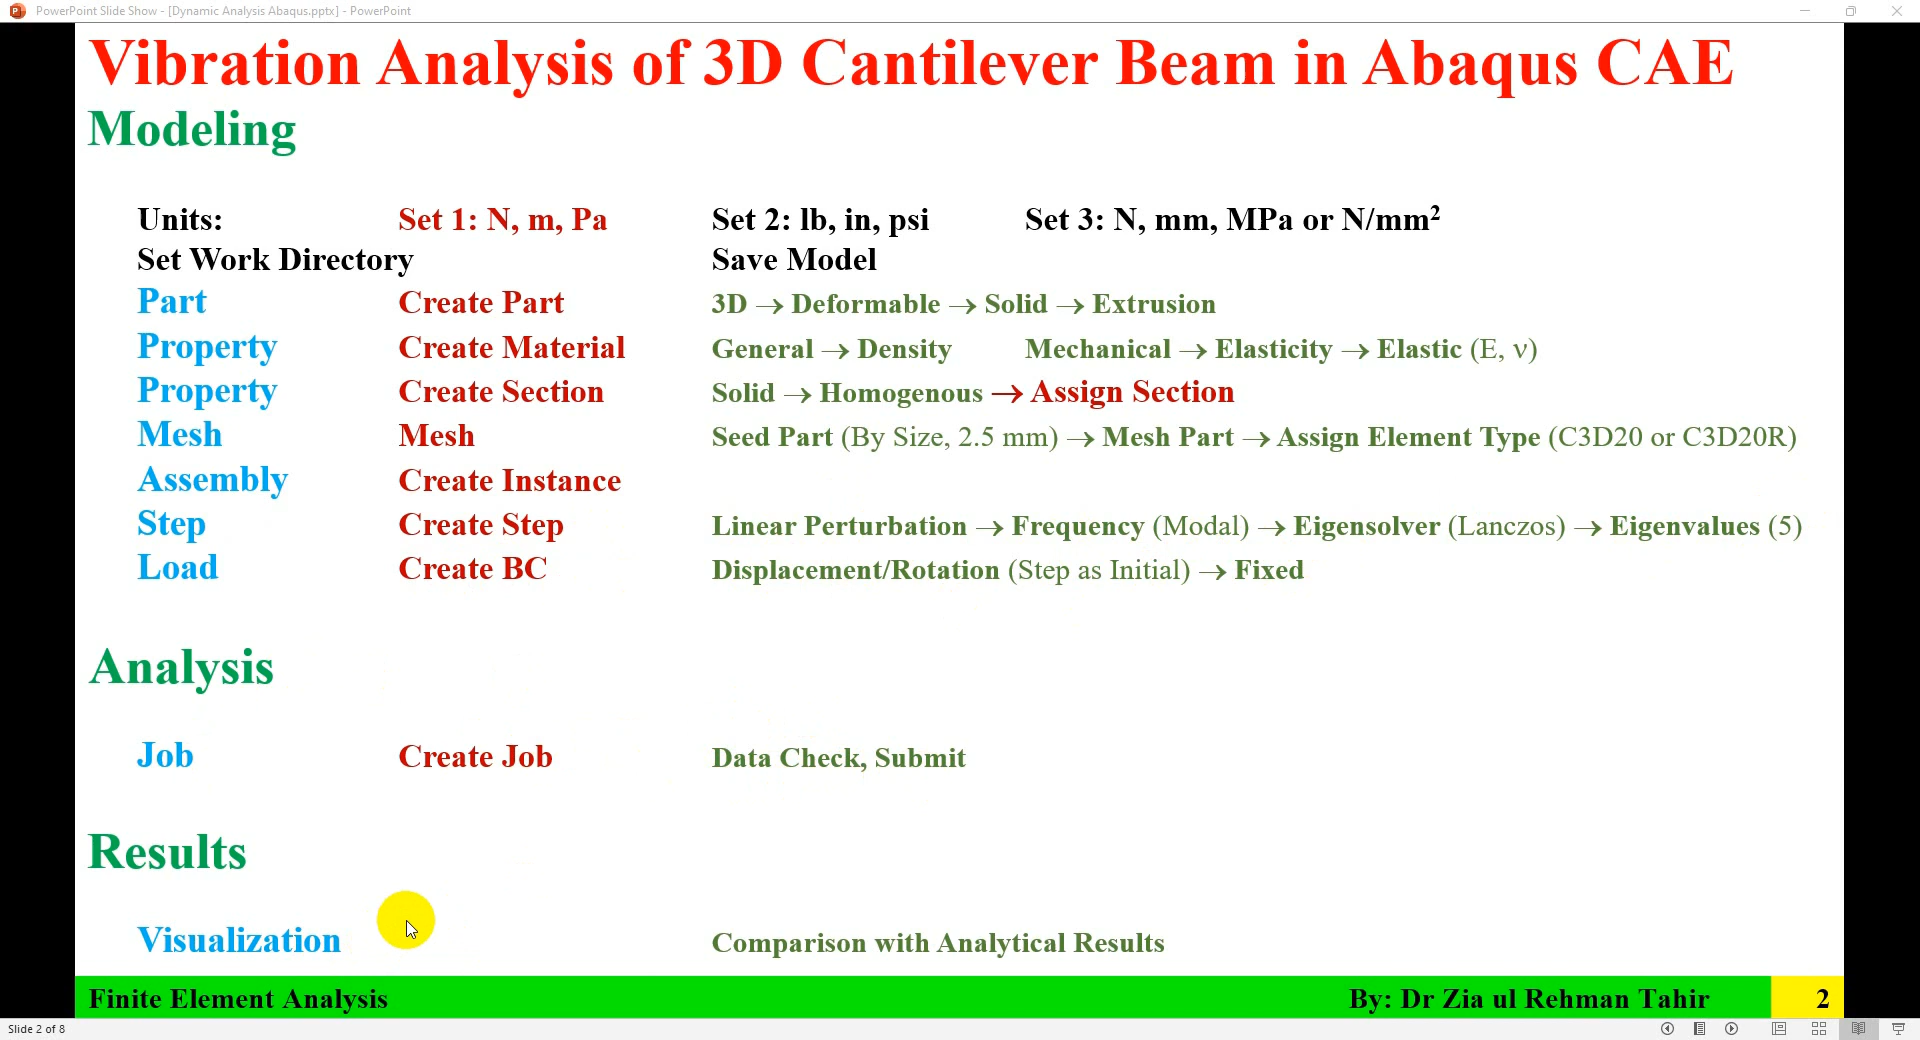 PowerPoint Slide Show - [Dynamic Analysis Abaqus.pptx] - PowerPoint
Vibration Analysis of 3D Cantilever Beam in Abaqus CAE
Modeling
Units: Set 1: N, m, Pa Set 2: lb, in, psi Set 3: N, mm, MPa or N/mm²
Set Work Directory Save Model
Part Create Part 3D → Deformable → Solid → Extrusion
Property Create Material General → Density Mechanical → Elasticity → Elastic (E, ν)
Property Create Section Solid → Homogenous → Assign Section
Mesh Mesh Seed Part (By Size, 2.5 mm) → Mesh Part → Assign Element Type (C3D20 or C3D20R)
Assembly Create Instance
Step Create Step Linear Perturbation → Frequency (Modal) → Eigensolver (Lanczos) → Eigenvalues (5)
Load Create BC Displacement/Rotation (Step as Initial) → Fixed
Analysis
Job Create Job Data Check, Submit
Results
Visualization Comparison with Analytical Results
Finite Element Analysis By: Dr Zia ul Rehman Tahir 2
Slide 2 of 8